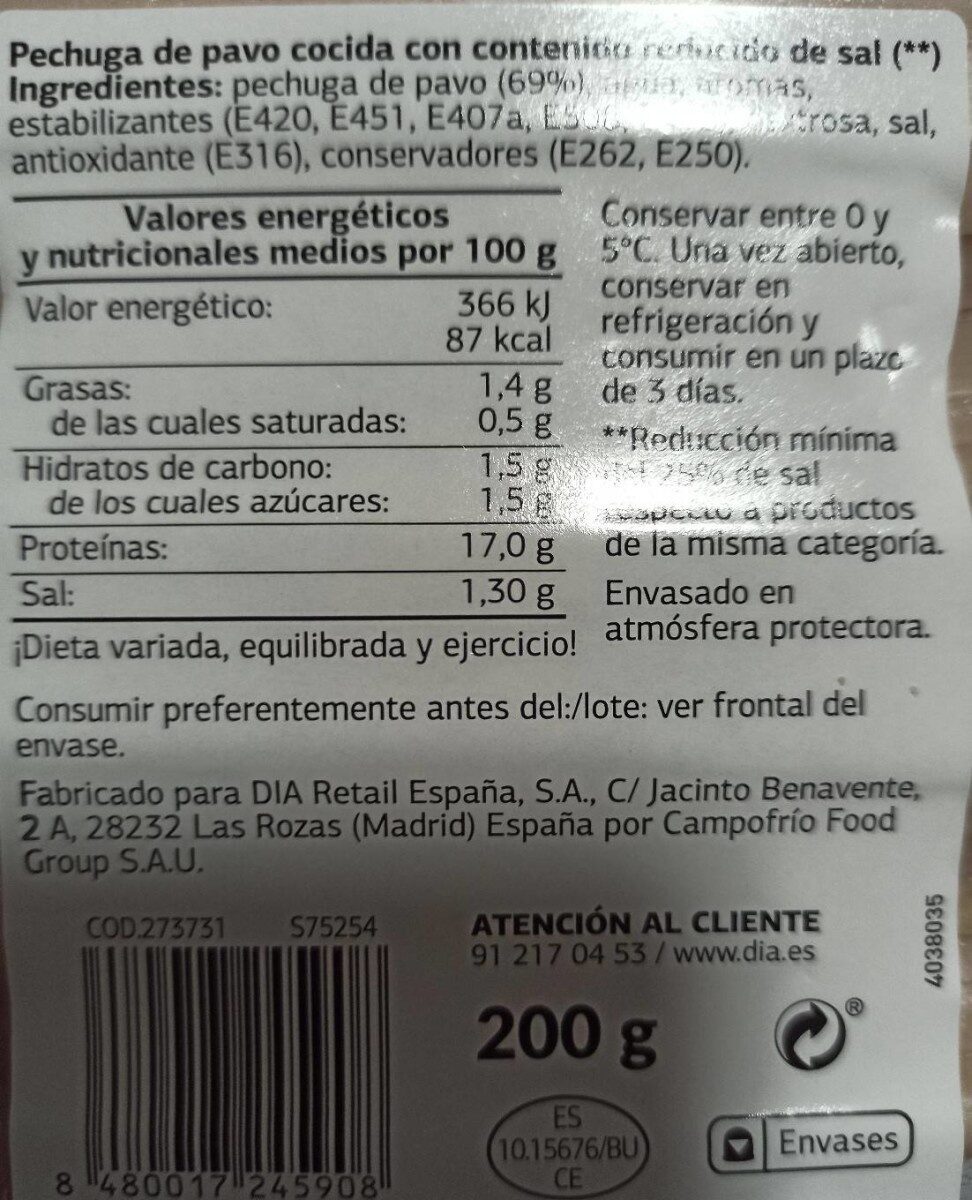 Pechuga de pavo cocida con contenido reducido de sal (**)
Ingredientes: pechuga de pavo (69%), agua, aromas,
estabilizantes (E420, E451, E407a, sal,
antioxidante (E316), conservadores (E262, E250).
Valores energéticos
y nutricionales medios por 100 g
Valor energético: 366 kJ
87 kcal
Grasas: 1,4 g
de las cuales saturadas: 0,5 g
Hidratos de carbono: 1,5 g
de los cuales azúcares: 1,5 g
Proteínas: 17,0 g
Sal: 1,30 g
¡Dieta variada, equilibrada y ejercicio!
Conservar entre 0 y
5°C. Una vez abierto,
conservar en
refrigeración y
consumir en un plazo
de 3 días.
**Reducción mínima
del 25% de sal
respecto a productos
de la misma categoría.
Envasado en
atmósfera protectora.
Consumir preferentemente antes del:/lote: ver frontal del
envase.
Fabricado para DIA Retail España, S.A., C/ Jacinto Benavente,
2 A, 28232 Las Rozas (Madrid) España por Campofrío Food
Group S.A.U.
COD.273731 S75254
8 480017 245908
ATENCIÓN AL CLIENTE
91 217 04 53 / www.dia.es
4038035
200 g
®
ES
10.15676/BU
CE
Envases